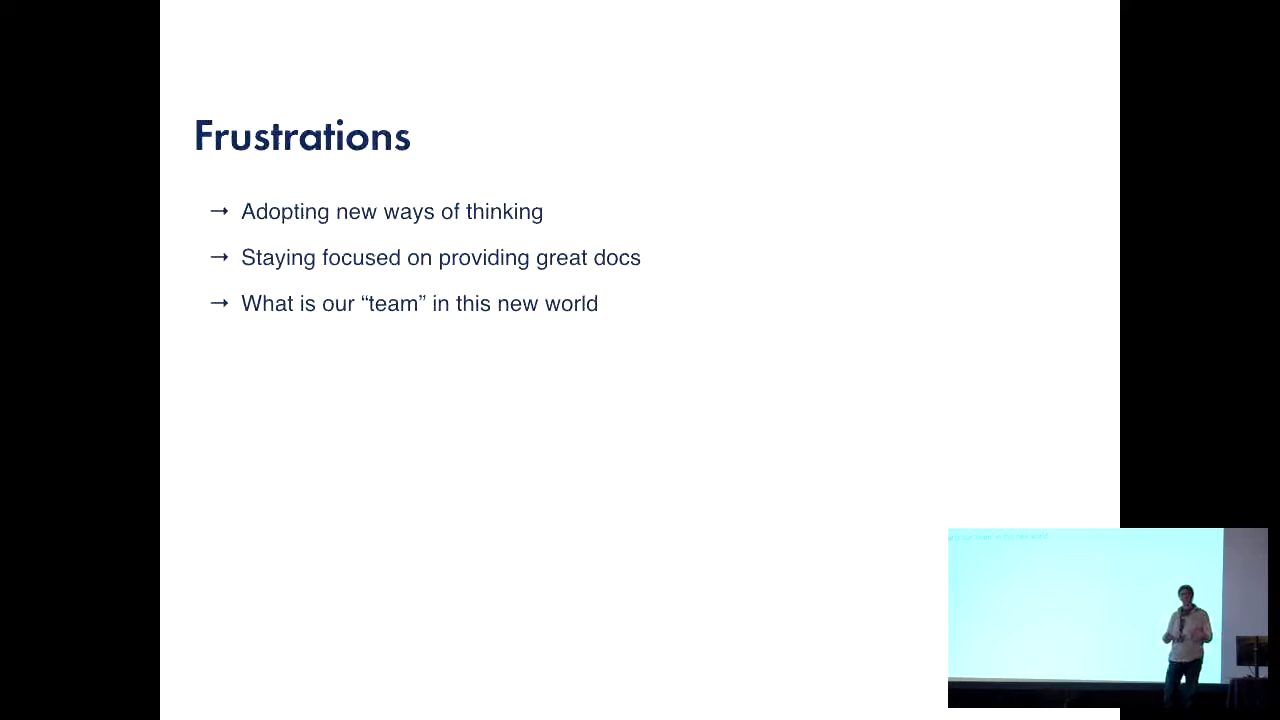 Frustrations
→ Adopting new ways of thinking
→ Staying focused on providing great docs
→ What is our “team” in this new world